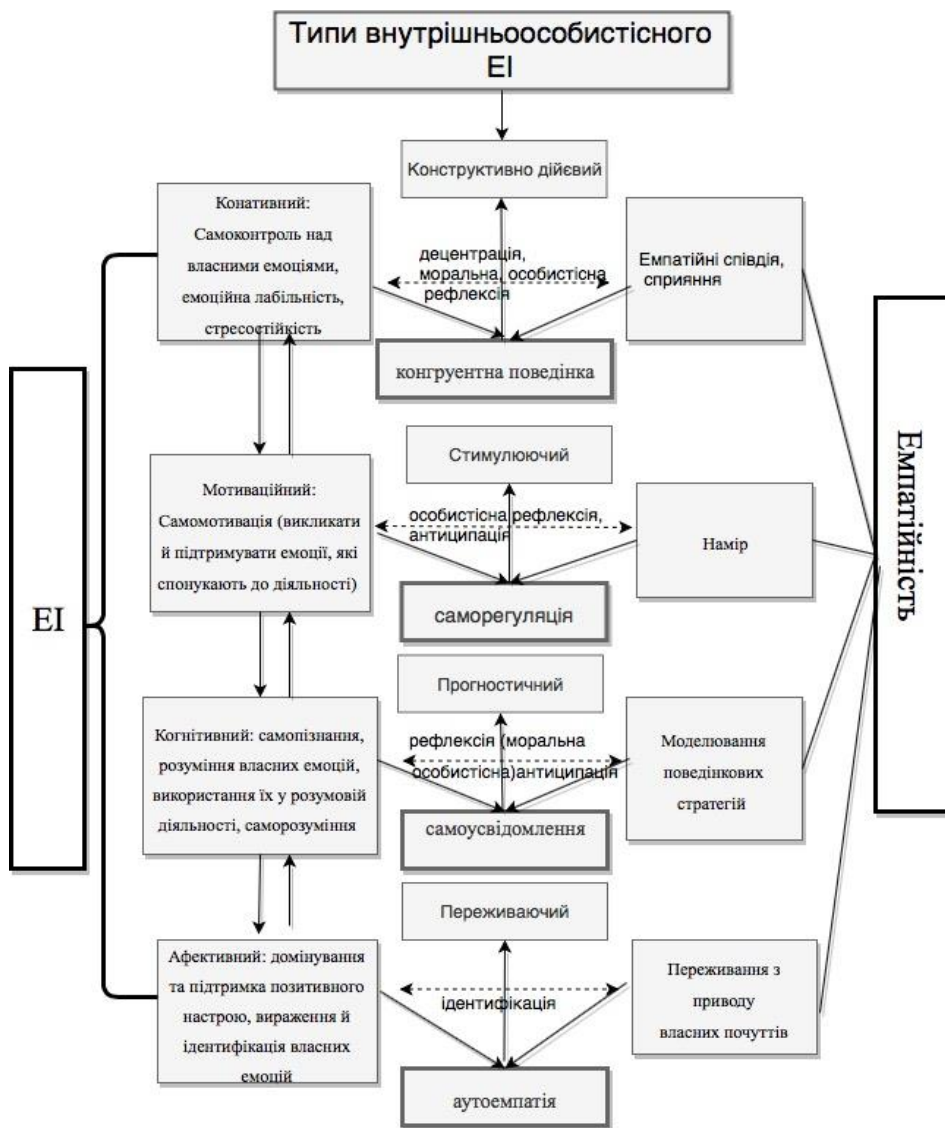 Типи внутрішньоособистісного
ЕІ
Конструктивно дієвий
Конативний:
Самоконтроль над
власними емоціями,
емоційна лабільність,
стресостійкість
децентрація,
моральна, особистісна
рефлексія
Емпатійні співдія,
сприяння
конгруентна поведінка
Стимулюючий
Мотиваційний:
Самомотивація (викликати
й підтримувати емоції, які
спонукають до діяльності)
особистісна рефлексія,
антиципація
Намір
саморегуляція
Прогностичний
Когнітивний: самопізнання,
розуміння власних емоцій,
використання їх у розумовій
діяльності, саморозуміння
рефлексія (моральна
особистісна)антиципація
Моделювання
поведінкових
стратегій
самоусвідомлення
Переживаючий
Афективний: домінування
та підтримка позитивного
настрою, вираження й
ідентифікація власних
емоцій
ідентифікація
Переживання з
приводу
власних почуттів
аутоемпатія
ЕІ
Емпатійність